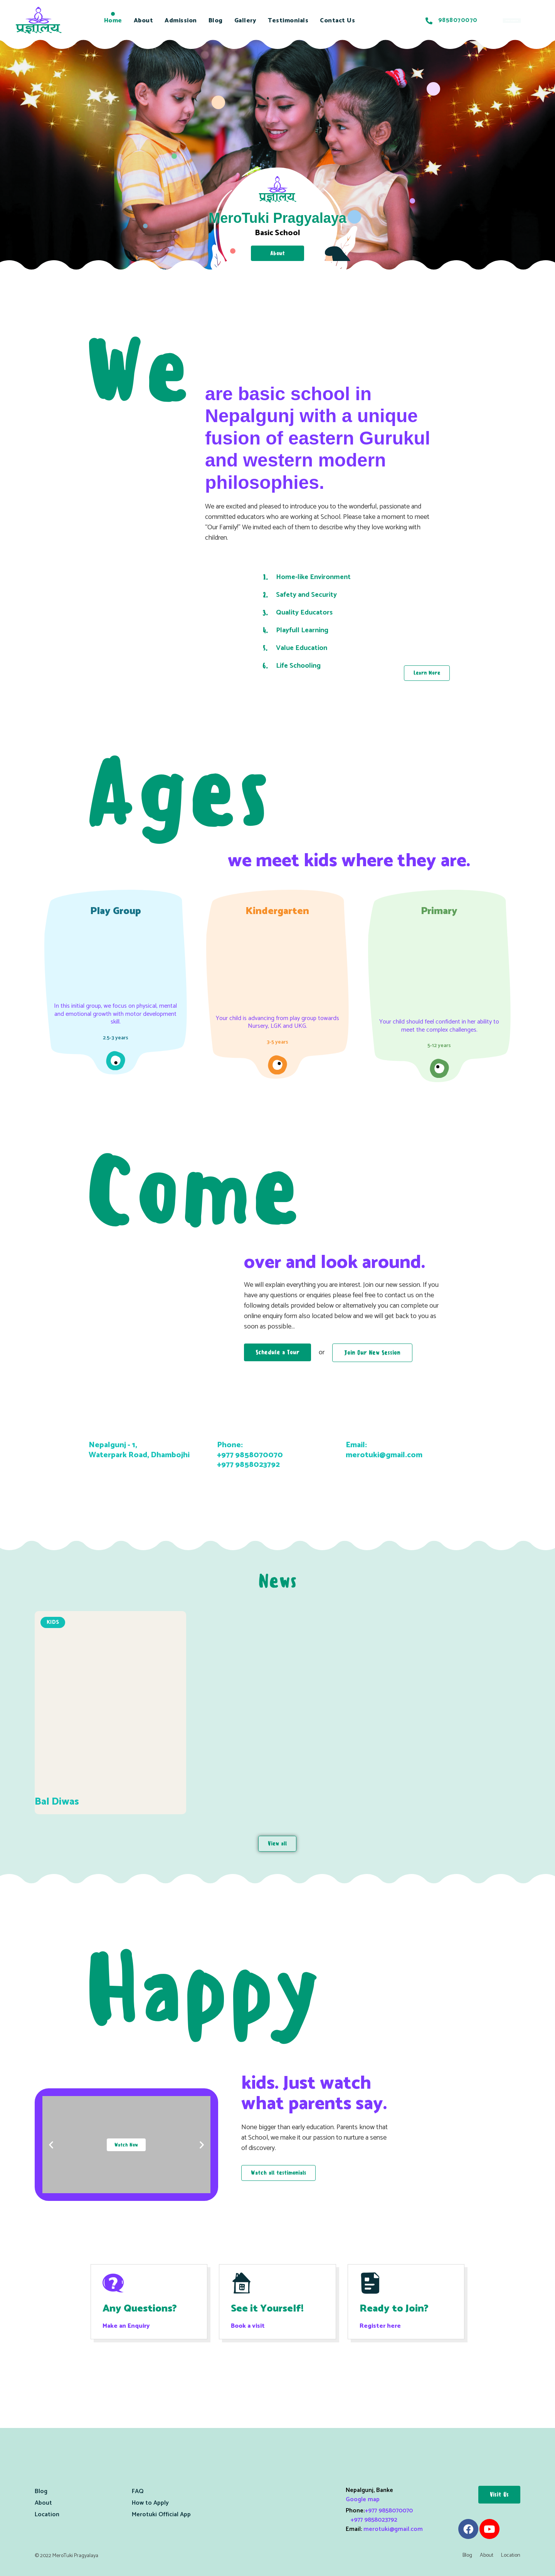 प्रज्ञालय
Home About Admission Blog Gallery Testimonials Contact Us
9858070070
प्रज्ञालय
MeroTuki Pragyalaya
Basic School
About
We
are basic school in
Nepalgunj with a unique
fusion of eastern Gurukul
and western modern
philosophies.
We are excited and pleased to introduce you to the wonderful, passionate and
committed educators who are working at School. Please take a moment to meet
"Our Family!" We invited each of them to describe why they love working with
children.
1. Home-like Environment
2. Safety and Security
3. Quality Educators
4. Playfull Learning
5. Value Education
6. Life Schooling
Learn More
Ages
we meet kids where they are.
Play Group
In this initial group, we focus on physical, mental
and emotional growth with motor development
skill.
2.5-3 years
Kindergarten
Your child is advancing from play group towards
Nursery, LGK and UKG.
3-5 years
Primary
Your child should feel confident in her ability to
meet the complex challenges.
5-12 years
Come
over and look around.
We will explain everything you are interest. Join our new session. If you
have any questions or enquiries please feel free to contact us on the
following details provided below or alternatively you can complete our
online enquiry form also located below and we will get back to you as
soon as possible...
Schedule a Tour or Join Our New Session
Nepalgunj - 1,
Waterpark Road, Dhambojhi
Phone:
+977 9858070070
+977 9858023792
Email:
merotuki@gmail.com
News
KIDS
Bal Diwas
View all
Happy
kids. Just watch
what parents say.
None bigger than early education. Parents know that
at School, we make it our passion to nurture a sense
of discovery.
Watch all testimonials
Watch Now
Any Questions?
Make an Enquiry
See it Yourself!
Book a visit
Ready to Join?
Register here
Blog
About
Location
FAQ
How to Apply
Merotuki Official App
Nepalgunj, Banke
Google map
Phone:+977 9858070070
+977 9858023792
Email: merotuki@gmail.com
Visit Us
© 2022 MeroTuki Pragyalaya
Blog About Location